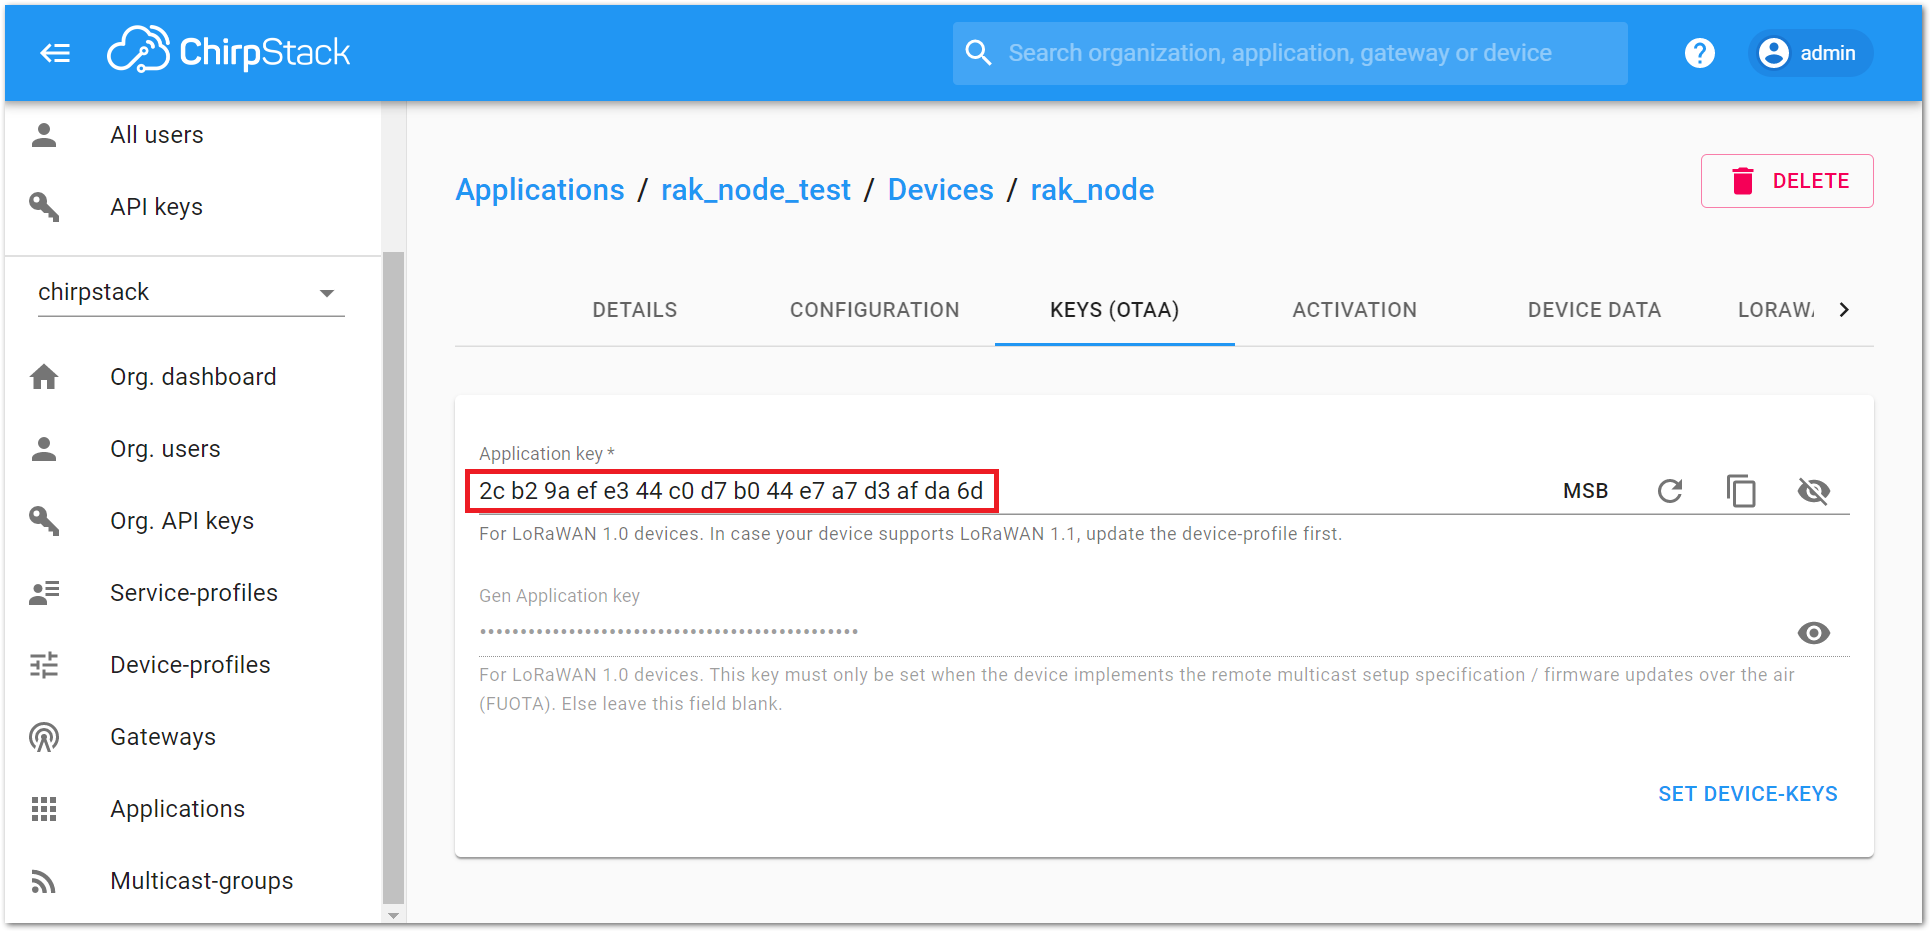 ChirpStack
Search organization, application, gateway or device
? admin
All users
API keys
chirpstack
Org. dashboard
Org. users
Org. API keys
Service-profiles
Device-profiles
Gateways
Applications
Multicast-groups
Applications / rak_node_test / Devices / rak_node
DELETE
DETAILS CONFIGURATION KEYS (OTAA) ACTIVATION DEVICE DATA LORAWA
Application key *
2c b2 9a ef e3 44 c0 d7 b0 44 e7 a7 d3 af da 6d MSB
For LoRaWAN 1.0 devices. In case your device supports LoRaWAN 1.1, update the device-profile first.
Gen Application key
For LoRaWAN 1.0 devices. This key must only be set when the device implements the remote multicast setup specification / firmware updates over the air
(FUOTA). Else leave this field blank.
SET DEVICE-KEYS